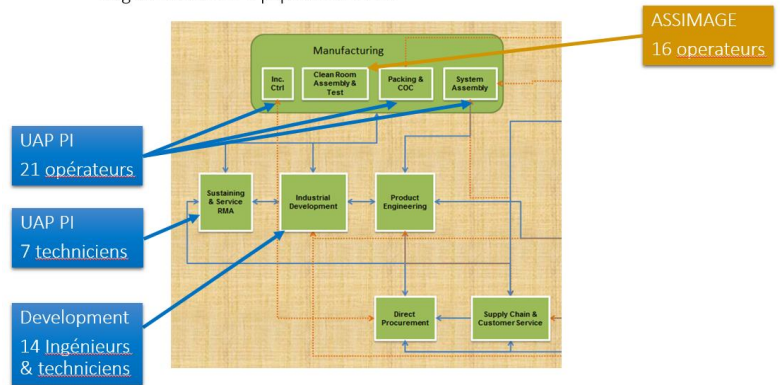 ASSIMAGE
16 operateurs
Manufacturing
Inc.
Ctrl
Clean Room
Assembly &
Test
Packing &
COC
System
Assembly
UAP PI
21 opérateurs
UAP PI
7 techniciens
Sustaining
& Service
RMA
Industrial
Development
Product
Engineering
Development
14 Ingénieurs
& techniciens
Direct
Procurement
Supply Chain &
Customer Service